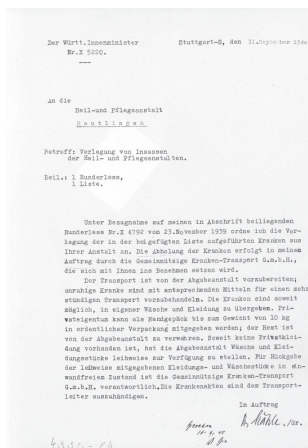 Der Württ.Innenminister Stuttgart-S, den 31.
Nr.X 5220.
An die
Heil-und Pflegeanstalt
Betreff: Verlegung von Insassen
der Heil- und Pflegeanstalten.
Beil.: 1 Runderlass,
1 Liste.
Unter Bezugnahme auf meinen in Abschrift beiliegenden
Runderlass Nr.X 4792 vom 23.November 1939 ordne ich die Ver-
legung der in der beigefügten Liste aufgeführten Kranken aus
Ihrer Anstalt an. Die Abholung der Kranken erfolgt in meinem
Auftrag durch die Gemeinnützige Kranken-Transport G.m.b.H.,
die sich mit Ihnen ins Benehmen setzen wird.
Der Transport ist von der Abgabeanstalt vorzubereiten;
unruhige Kranke sind mit entsprechenden Mitteln für einen mehr-
stündigen Transport vorzubehandeln. Die Kranken sind soweit
möglich, in eigener Wäsche und Kleidung zu übergeben. Pri-
vateigentum kann als Handgepäck bis zum Gewicht von 10 kg
in ordentlicher Verpackung mitgegeben werden; der Rest ist
von der Abgabeanstalt zu verwahren. Soweit keine Privatklei-
dung vorhanden ist, hat die Abgabeanstalt Wäsche und Klei-
dungsstücke leihweise zur Verfügung zu stellen. Für Rückgabe
der leihweise mitgegebenen Kleidungs- und Wäschestücke in ein-
wandfreiem Zustand ist die Gemeinnützige Kranken-Transport
G.m.b.H. verantwortlich.Die Krankenakten sind dem Transport-
leiter auszuhändigen.
In Auftrag